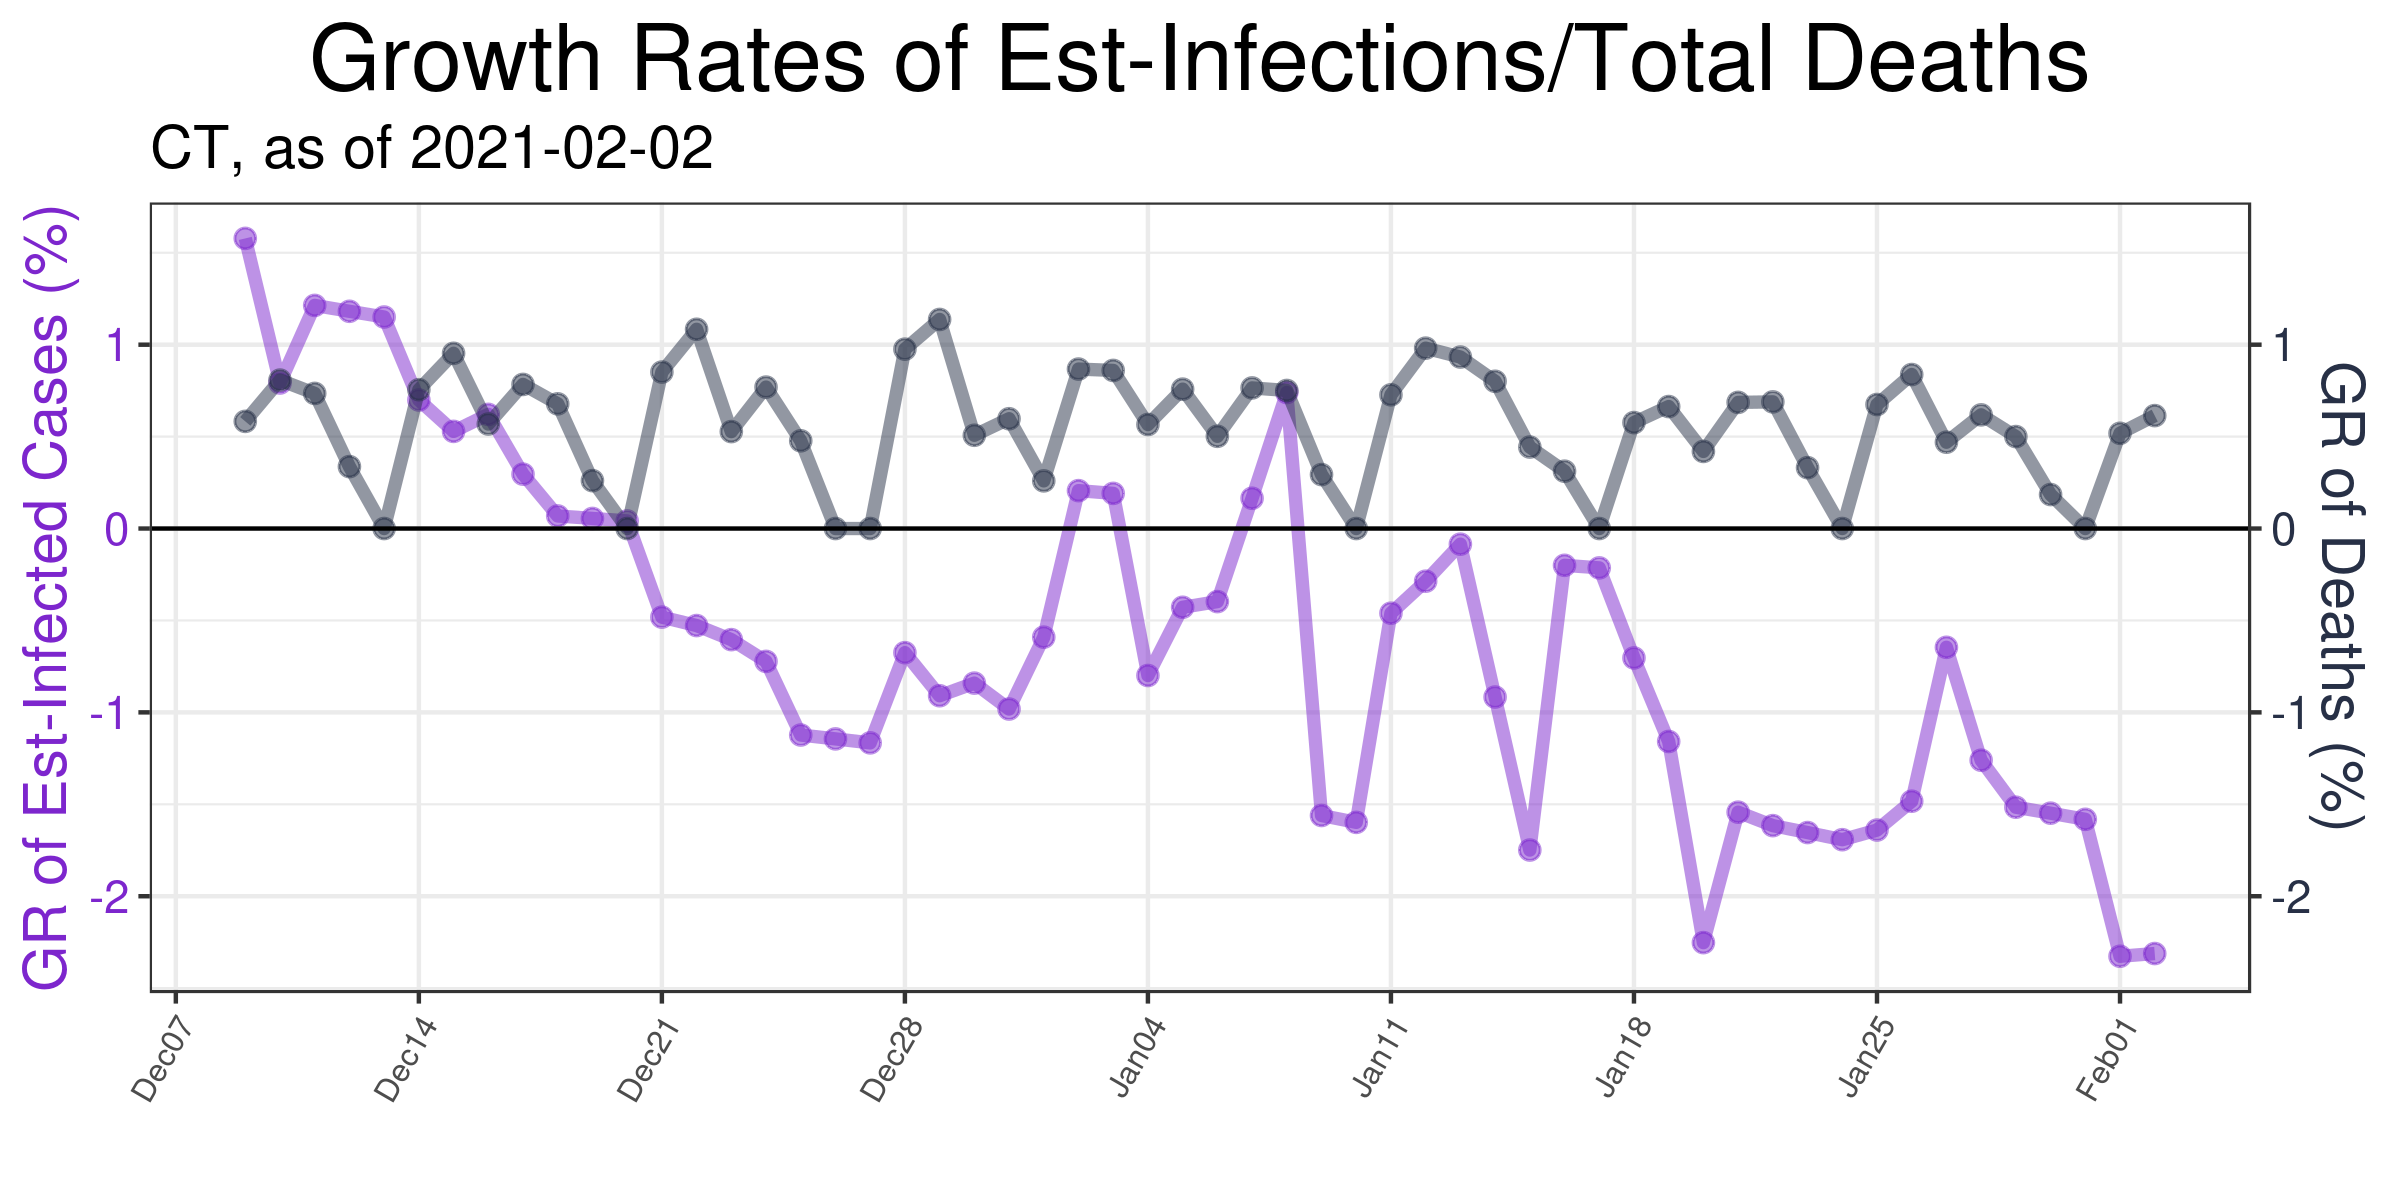 Growth Rates of Est-Infections/Total Deaths
CT, as of 2021-02-02
GR of Est-Infected Cases (%)
1
0
-1
-2
1
0
-1
-2
GR of Deaths (%)
Dec07
Dec14
Dec21
Dec28
Jan04
Jan11
Jan18
Jan25
Feb01